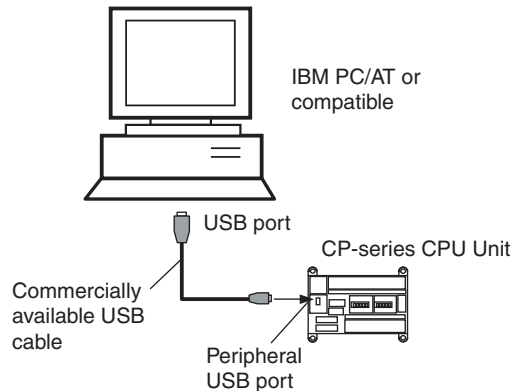 IBM PC/AT or
compatible
USB port
CP-series CPU Unit
Commercially
available USB
cable
Peripheral
USB port